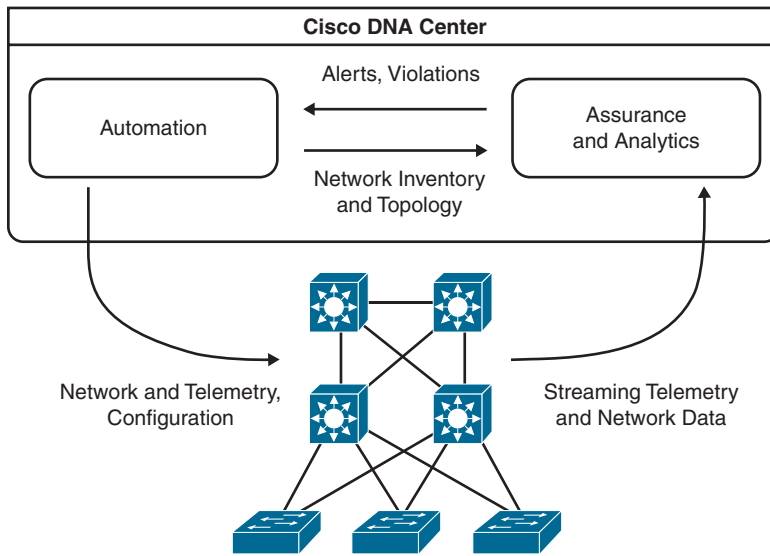 Cisco DNA Center
Alerts, Violations
Automation
Assurance
and Analytics
Network Inventory
and Topology
Network and Telemetry,
Configuration
Streaming Telemetry
and Network Data